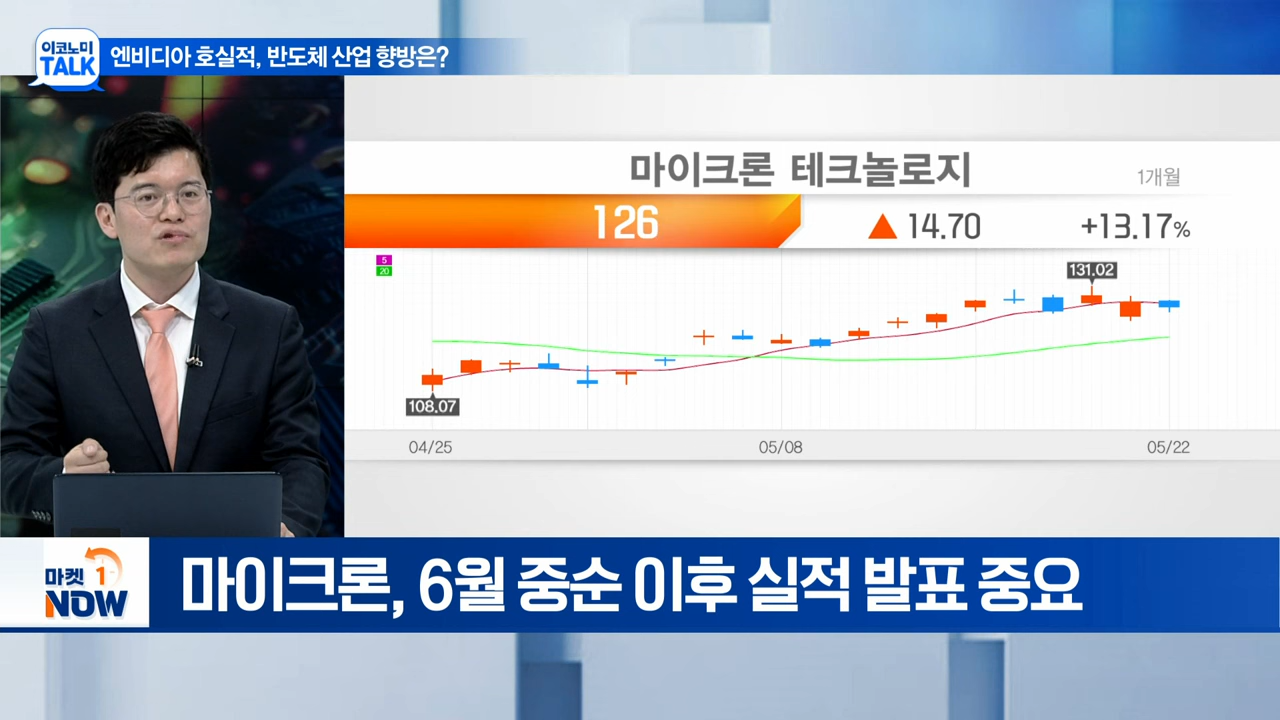 이코노미
TALK
엔비디아 호실적, 반도체 산업 향방은?
마이크론 테크놀로지
1개월
126
▲ 14.70
+13.17%
5
20
131.02
108.07
04/25
05/08
05/22
마켓 1
NOW
마이크론, 6월 중순 이후 실적 발표 중요